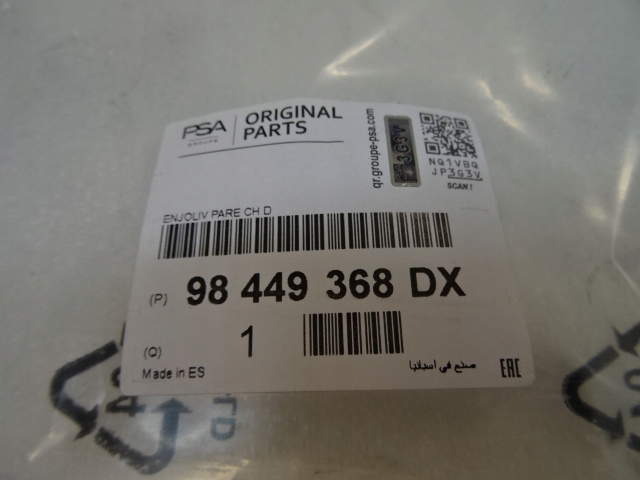 PSA
GROUPE
ORIGINAL
PARTS
qr.groupe-psa.com
3G3V
NQ1VBQ
JP3G3V
SCAN!
ENJOLIV PARE CH D
(P) 98 449 368 DX
(Q) 1
Made in ES
صنع في اسبانيا
EAC